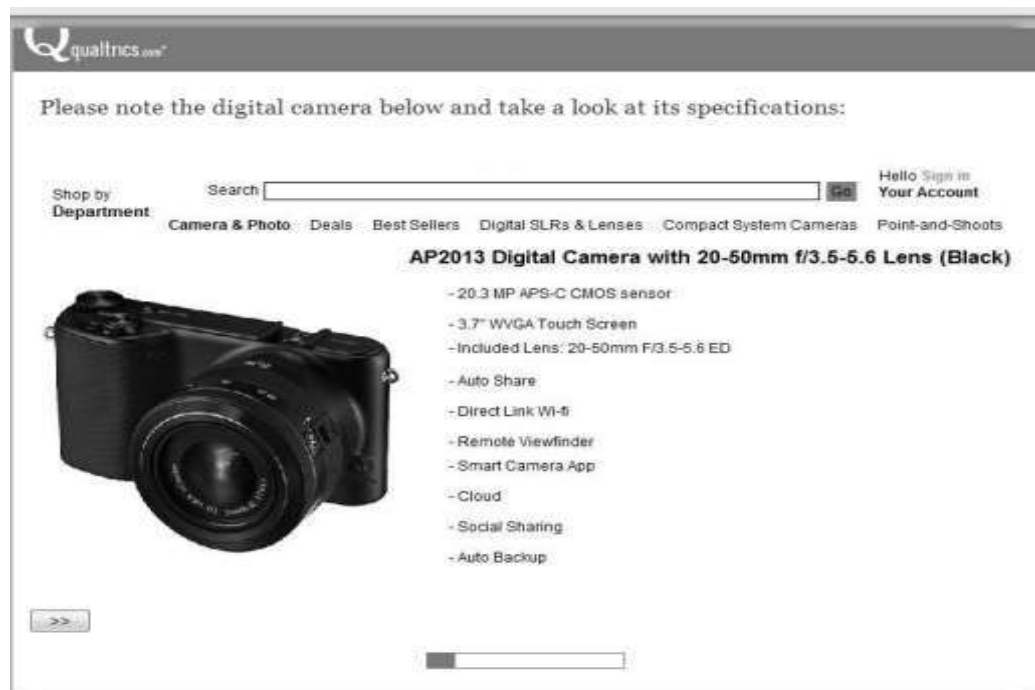 qualtrics.com
Please note the digital camera below and take a look at its specifications:
Hello Sign in
Your Account
Shop by
Department
Search
Go
Camera & Photo Deals Best Sellers Digital SLRs & Lenses Compact System Cameras Point-and-Shoots
AP2013 Digital Camera with 20-50mm f/3.5-5.6 Lens (Black)
- 20.3 MP APS-C CMOS sensor
- 3.7" WVGA Touch Screen
- Included Lens: 20-50mm F/3.5-5.6 ED
- Auto Share
- Direct Link Wi-fi
- Remote Viewfinder
- Smart Camera App
- Cloud
- Social Sharing
- Auto Backup
>>